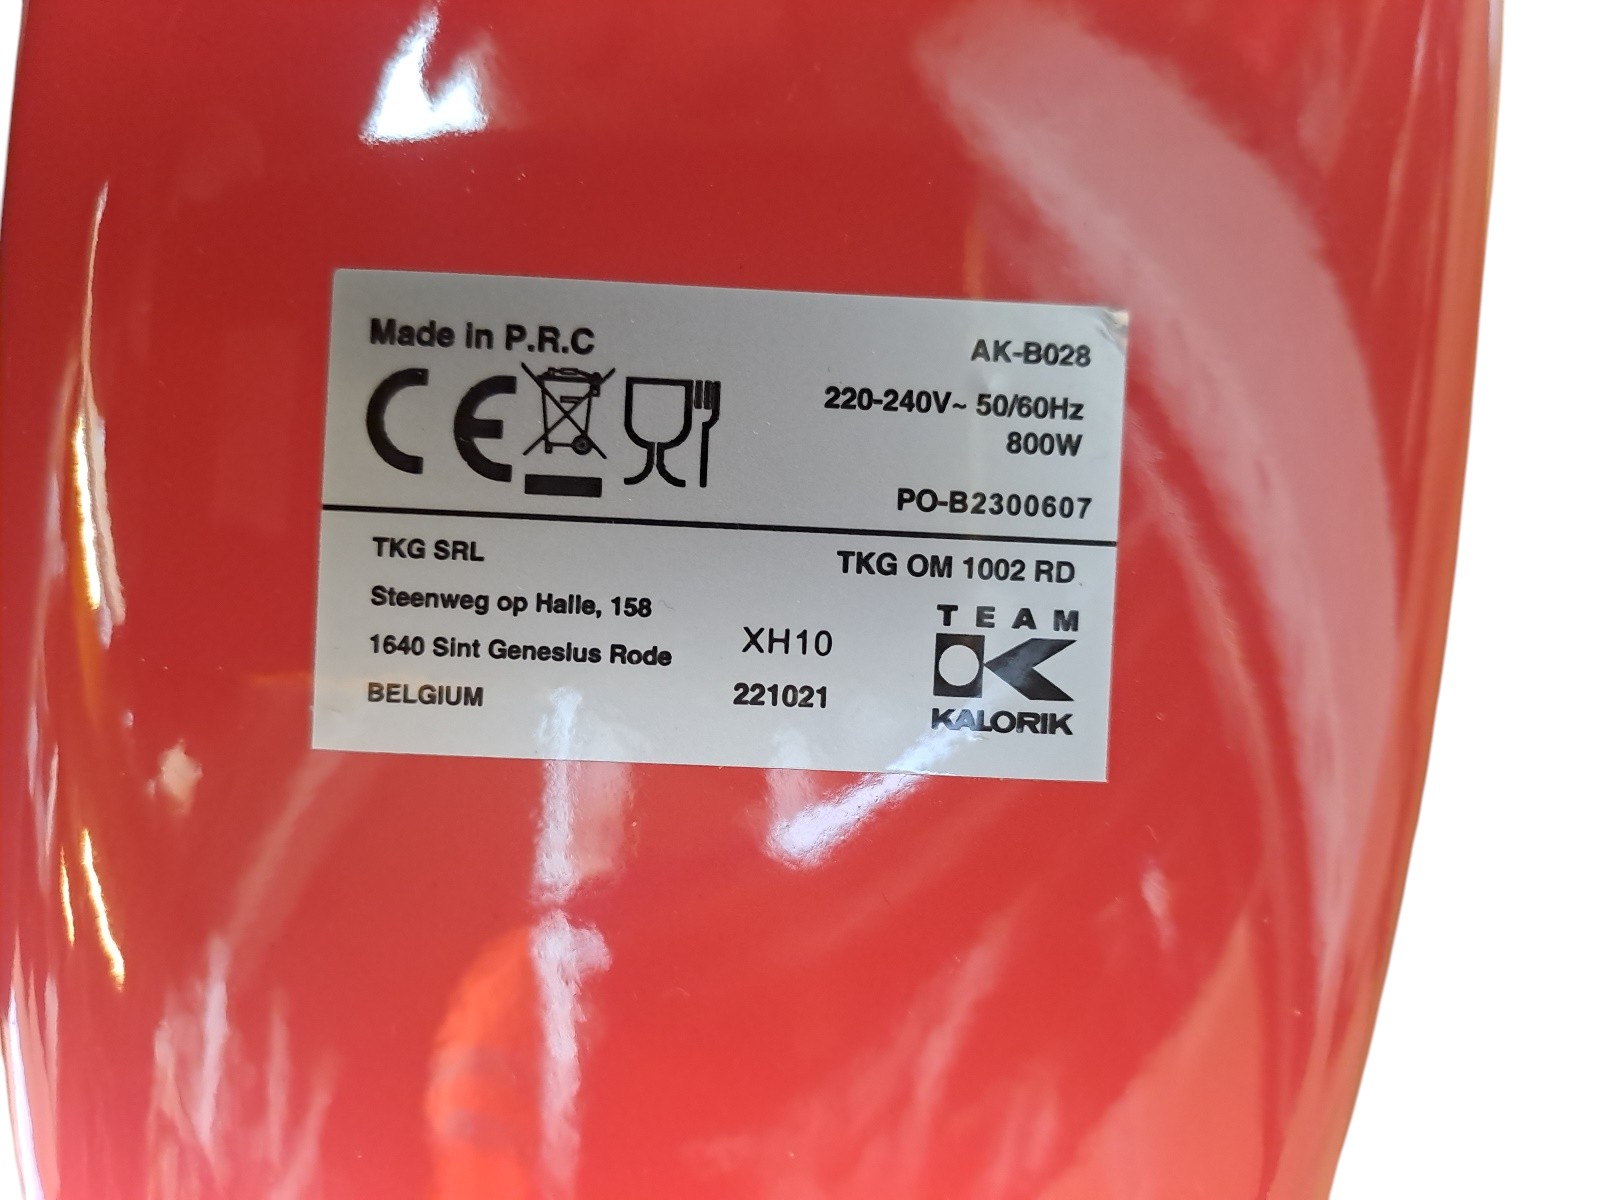 Made in P.R.C
AK-B028
CE
220-240V~ 50/60Hz
800W
PO-B2300607
TKG SRL
Steenweg op Halle, 158
1640 Sint Genesius Rode
BELGIUM
XH10
221021
TKG OM 1002 RD
TEAM
K
KALORIK